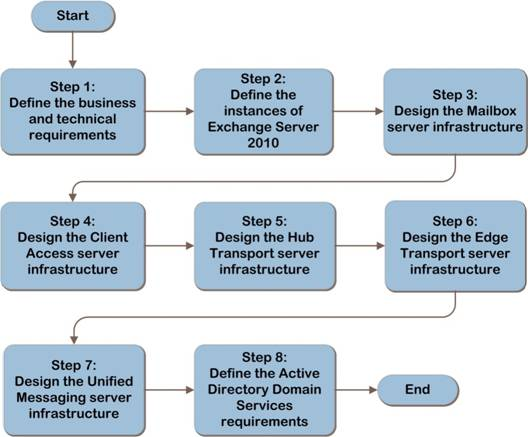 Start
Step 1:
Define the business
and technical
requirements
Step 2:
Define the
instances of
Exchange Server
2010
Step 3:
Design the Mailbox
server infrastructure
Step 4:
Design the Client
Access server
infrastructure
Step 5:
Design the Hub
Transport server
infrastructure
Step 6:
Design the Edge
Transport server
infrastructure
Step 7:
Design the Unified
Messaging server
infrastructure
Step 8:
Define the Active
Directory Domain
Services
requirements
End